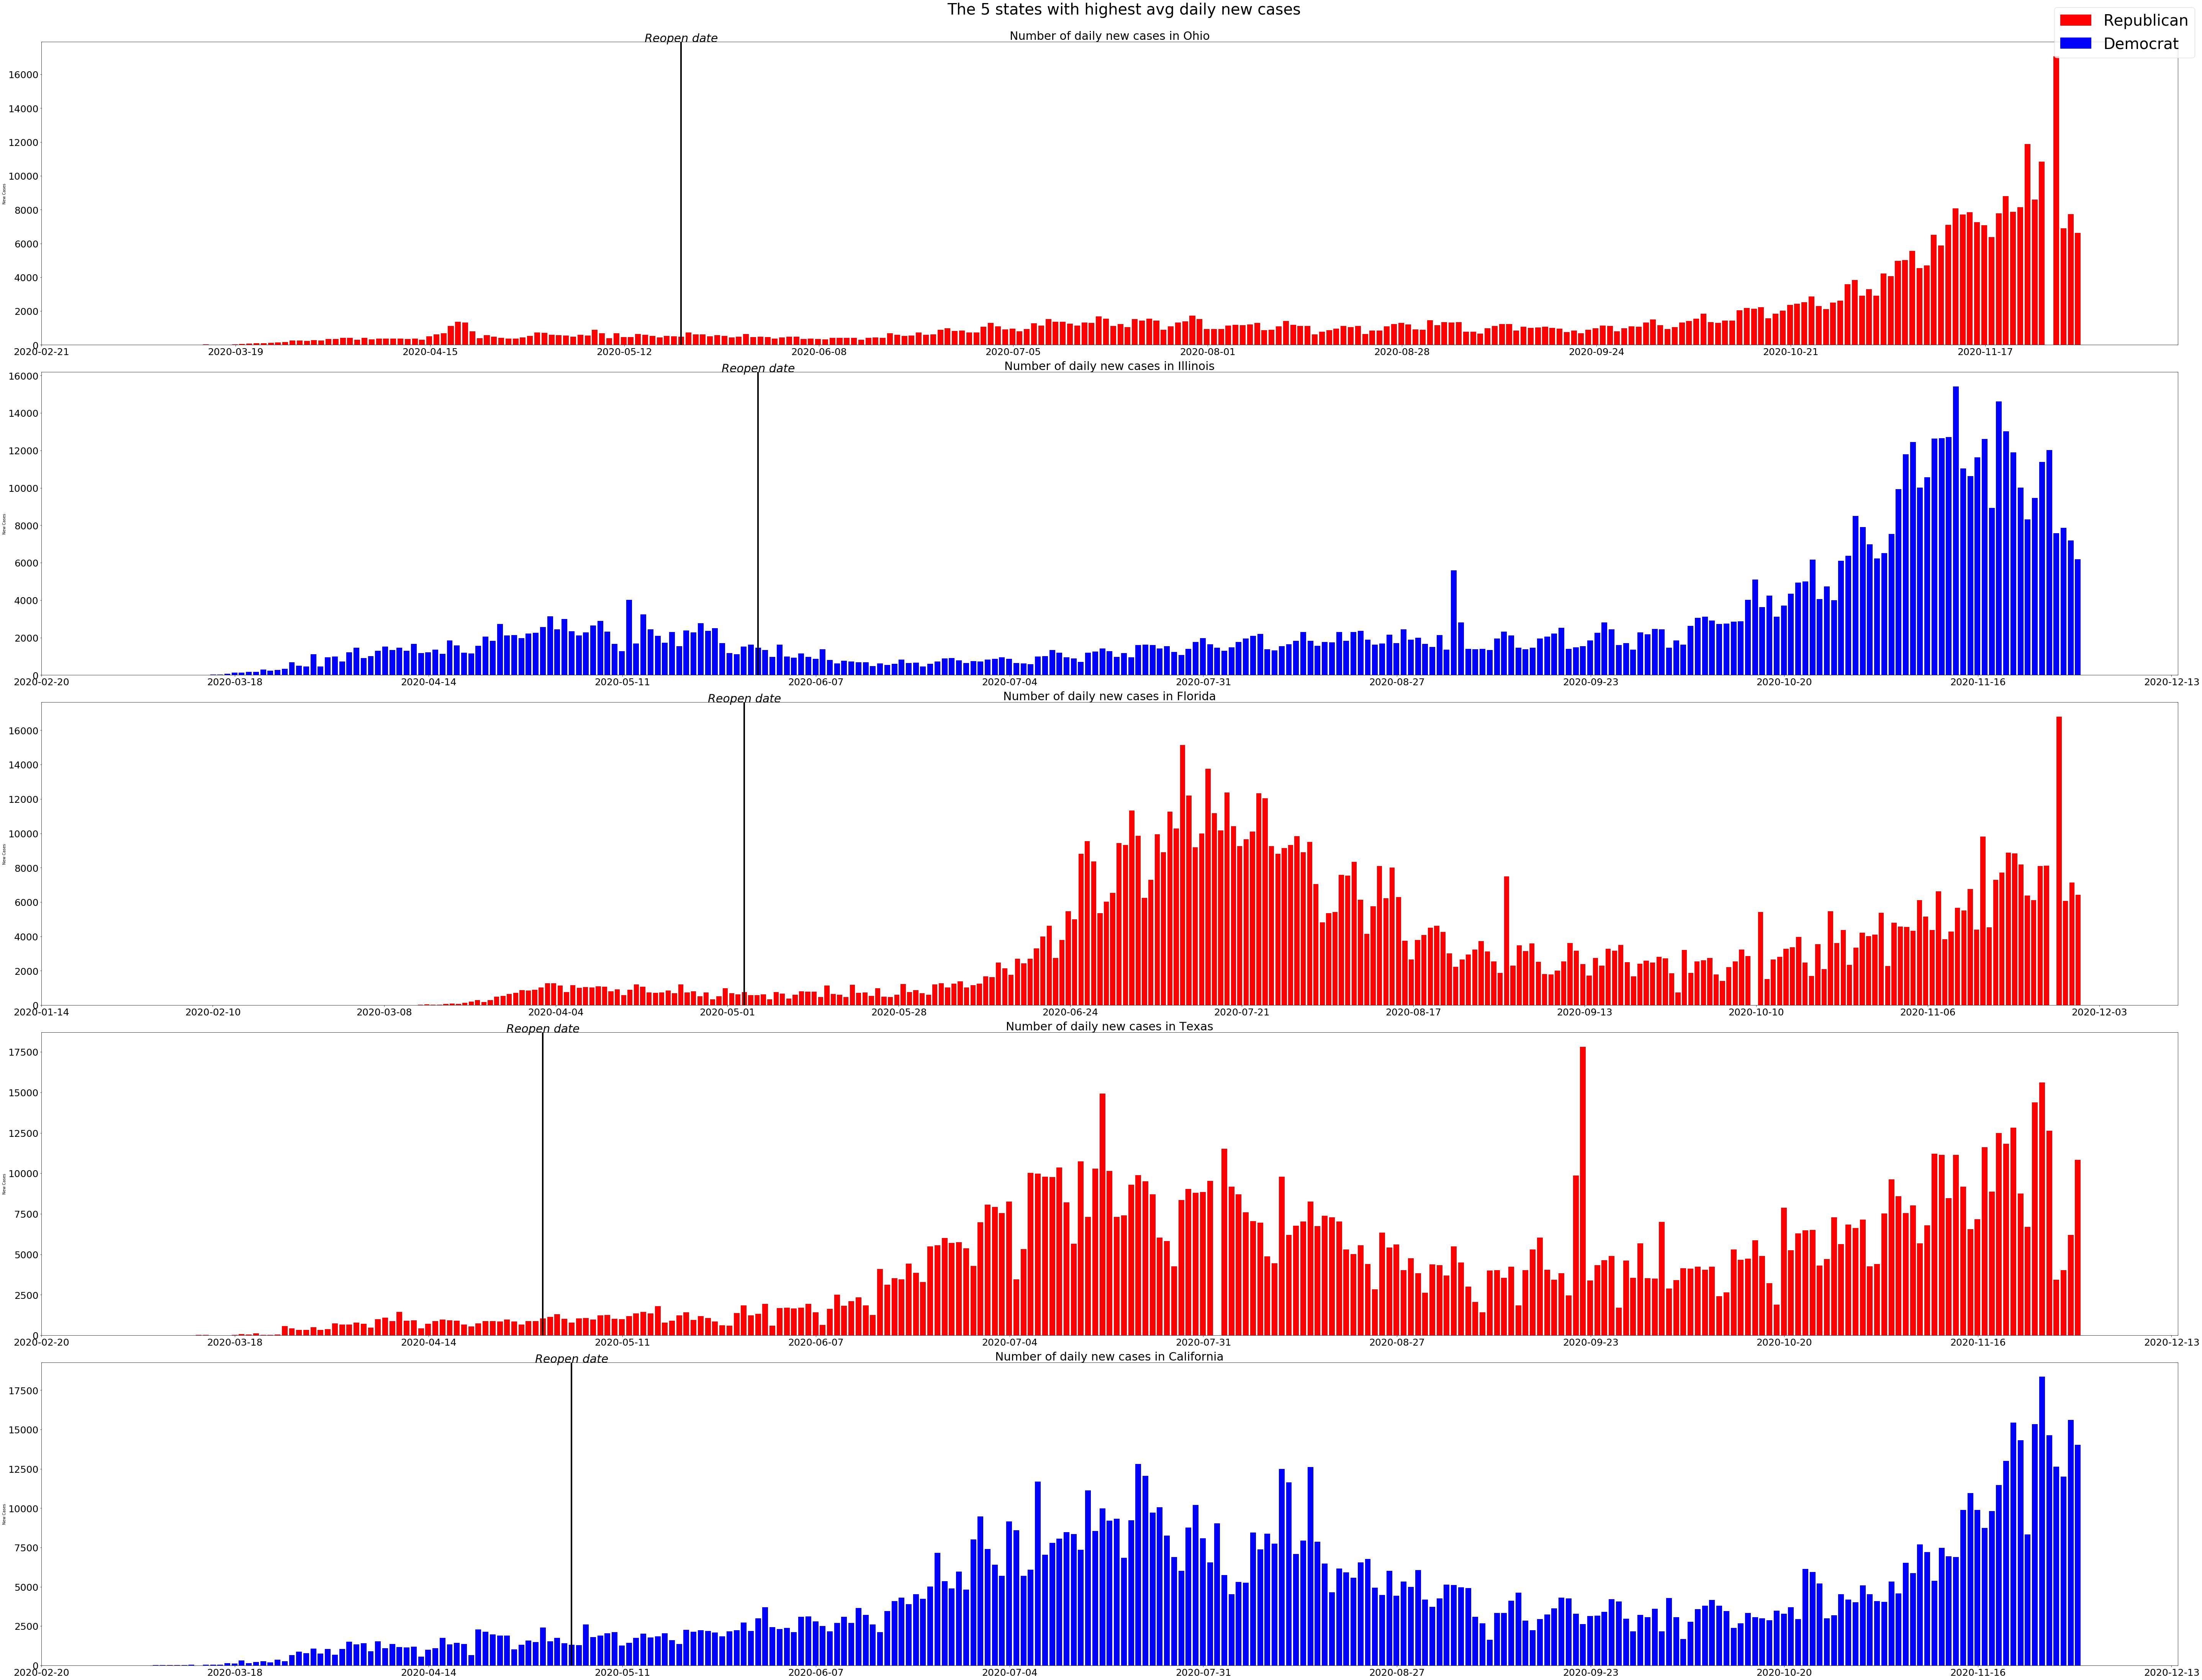 The 5 states with highest avg daily new cases
Republican
Democrat
Reopen date
Number of daily new cases in Ohio
New Cases
16000
14000
12000
10000
8000
6000
4000
2000
0
2020-02-21 2020-03-19 2020-04-15 2020-05-12 2020-06-08 2020-07-05 2020-08-01 2020-08-28 2020-09-24 2020-10-21 2020-11-17
Reopen date
Number of daily new cases in Illinois
New Cases
16000
14000
12000
10000
8000
6000
4000
2000
0
2020-02-20 2020-03-18 2020-04-14 2020-05-11 2020-06-07 2020-07-04 2020-07-31 2020-08-27 2020-09-23 2020-10-20 2020-11-16 2020-12-13
Reopen date
Number of daily new cases in Florida
New Cases
16000
14000
12000
10000
8000
6000
4000
2000
0
2020-01-14 2020-02-10 2020-03-08 2020-04-04 2020-05-01 2020-05-28 2020-06-24 2020-07-21 2020-08-17 2020-09-13 2020-10-10 2020-11-06 2020-12-03
Reopen date
Number of daily new cases in Texas
New Cases
17500
15000
12500
10000
7500
5000
2500
0
2020-02-20 2020-03-18 2020-04-14 2020-05-11 2020-06-07 2020-07-04 2020-07-31 2020-08-27 2020-09-23 2020-10-20 2020-11-16 2020-12-13
Reopen date
Number of daily new cases in California
New Cases
17500
15000
12500
10000
7500
5000
2500
0
2020-02-20 2020-03-18 2020-04-14 2020-05-11 2020-06-07 2020-07-04 2020-07-31 2020-08-27 2020-09-23 2020-10-20 2020-11-16 2020-12-13